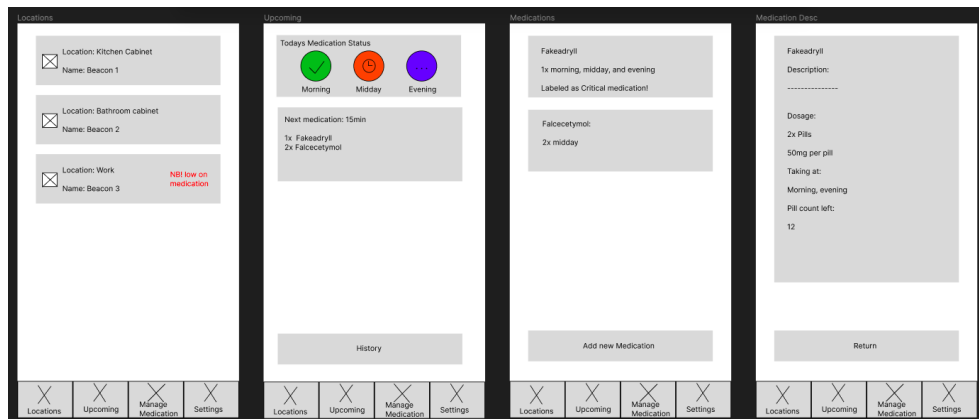 Locations
Location: Kitchen Cabinet
Name: Beacon 1
Location: Bathroom cabinet
Name: Beacon 2
Location: Work
Name: Beacon 3
NB! low on
medication
Locations
Upcoming
Manage
Medication
Settings
Upcoming
Todays Medication Status
Morning
Midday
Evening
Next medication: 15min
1x Fakeadryll
2x Falcecetymol
History
Locations
Upcoming
Manage
Medication
Settings
Medications
Fakeadryll
1x morning, midday, and evening
Labeled as Critical medication!
Falcecetymol:
2x midday
Add new Medication
Locations
Upcoming
Manage
Medication
Settings
Medication Desc
Fakeadryll
Description:
---------------
Dosage:
2x Pills
50mg per pill
Taking at:
Morning, evening
Pill count left:
12
Return
Locations
Upcoming
Manage
Medication
Settings